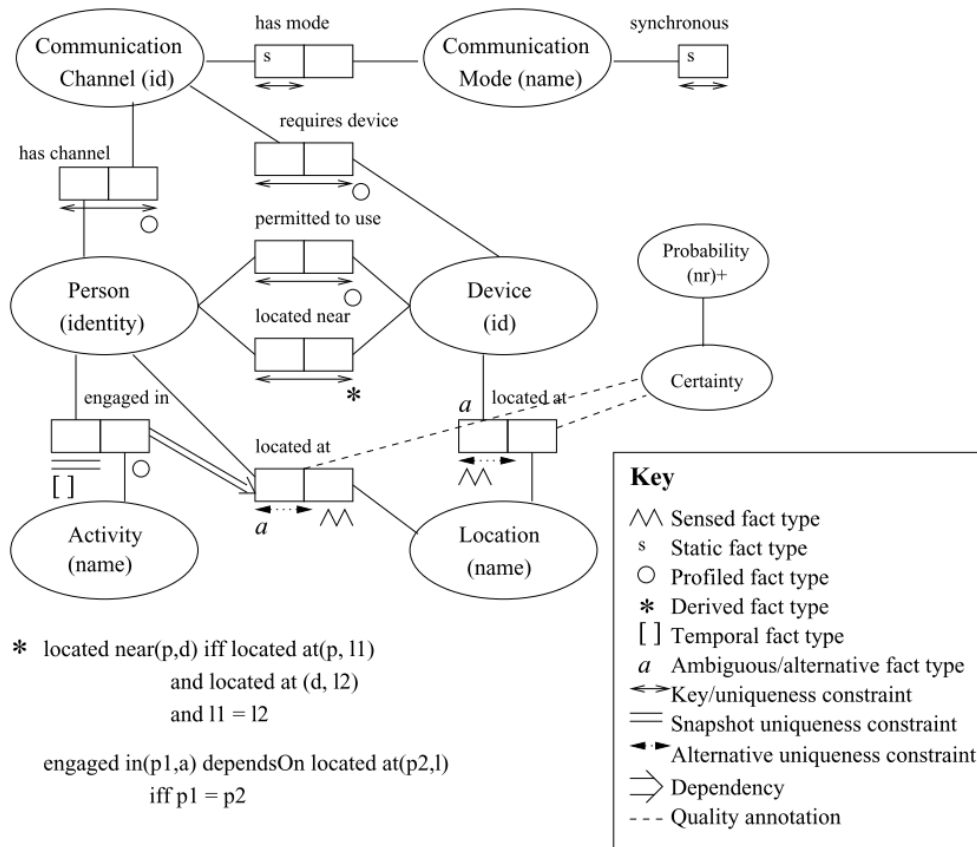 has mode
synchronous
Communication
Channel (id)
s
Communication
Mode (name)
s
requires device
has channel
permitted to use
Person
(identity)
located near
*
Device
(id)
Probability
(nr)+
Certainty
engaged in
[ ]
located at
a
a
located at
Activity
(name)
Location
(name)
Key
Sensed fact type
s Static fact type
Profiled fact type
* Derived fact type
[ ] Temporal fact type
a Ambiguous/alternative fact type
Key/uniqueness constraint
Snapshot uniqueness constraint
Alternative uniqueness constraint
Dependency
Quality annotation
* located near(p,d) iff located at(p, l1)
and located at (d, l2)
and l1 = l2
engaged in(p1,a) dependsOn located at(p2,l)
iff p1 = p2